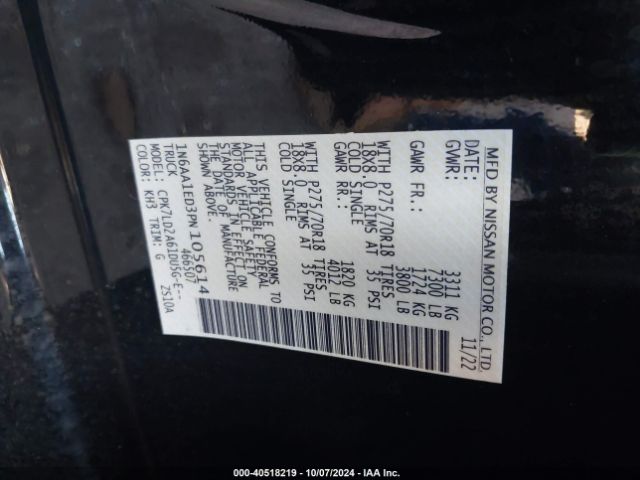 MFD BY NISSAN MOTOR CO., LTD.
DATE: 11/22
GVWR: 3311 KG
7300 LB
GAWR FR.: 1724 KG
3800 LB
WITH P275/70R18 TIRES
18X8.0 RIMS AT 35 PSI
COLD SINGLE
GAWR RR.: 1820 KG
4012 LB
WITH P275/70R18 TIRES
18X8.0 RIMS AT 35 PSI
COLD SINGLE
THIS VEHICLE CONFORMS TO
ALL APPLICABLE FEDERAL
MOTOR VEHICLE SAFETY
STANDARDS IN EFFECT ON
THE DATE OF MANUFACTURE
SHOWN ABOVE.
1N6AA1ED3PN105614
TRUCK 466507
MODEL: CPK7LDZA61DU5G-E--
COLOR: KH3 TRIM: G ZS10A
000-40518219 - 10/07/2024 - IAA Inc.